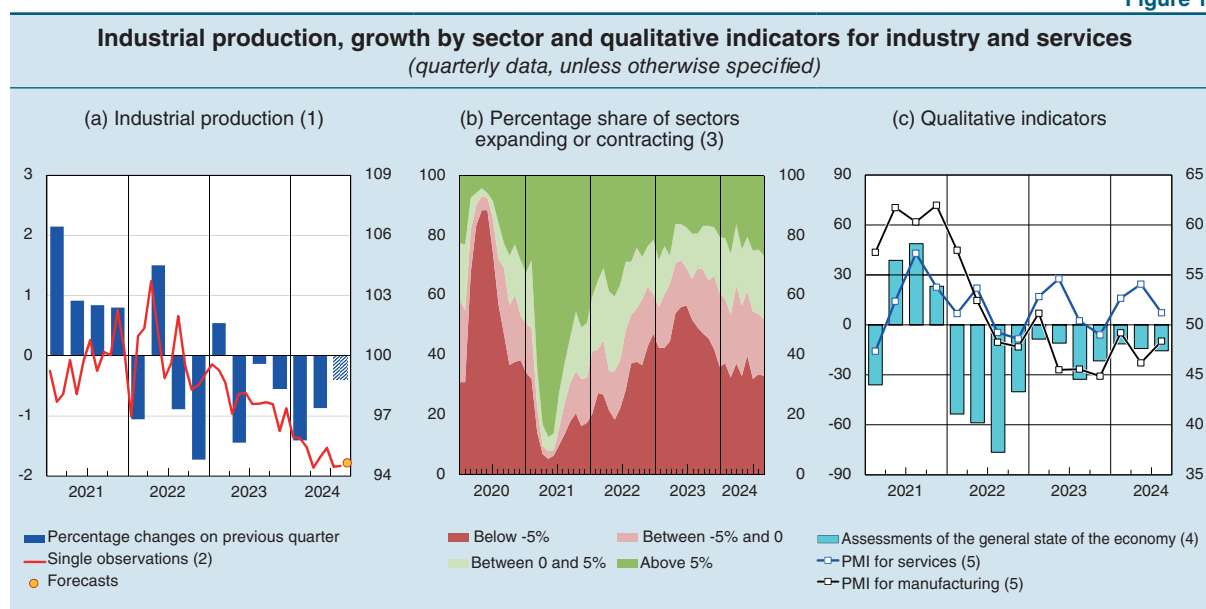 Figure 1
Industrial production, growth by sector and qualitative indicators for industry and services
(quarterly data, unless otherwise specified)
(a) Industrial production (1)
3 109
2 106
1 103
0 100
-1 97
-2 94
2021 2022 2023 2024
Percentage changes on previous quarter
Single observations (2)
Forecasts
(b) Percentage share of sectors
expanding or contracting (3)
100 100
80 80
60 60
40 40
20 20
0 0
2020 2021 2022 2023 2024
Below -5% Between -5% and 0
Between 0 and 5% Above 5%
(c) Qualitative indicators
90 65
60 60
30 55
0 50
-30 45
-60 40
-90 35
2021 2022 2023 2024
Assessments of the general state of the economy (4)
PMI for services (5)
PMI for manufacturing (5)